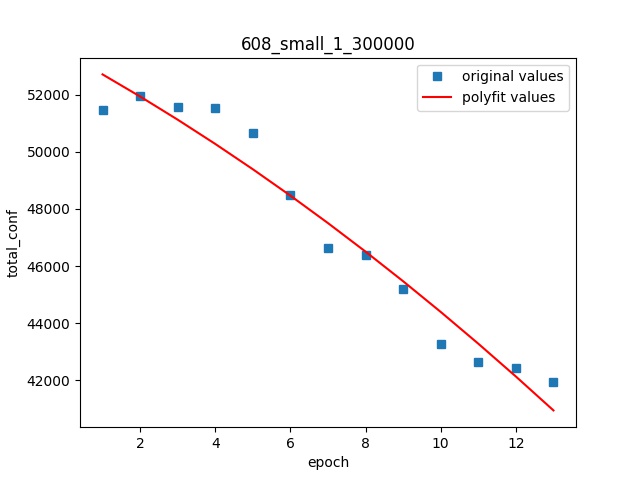 608_small_1_300000
original values
polyfit values
total_conf
52000
50000
48000
46000
44000
42000
2 4 6 8 10 12
epoch